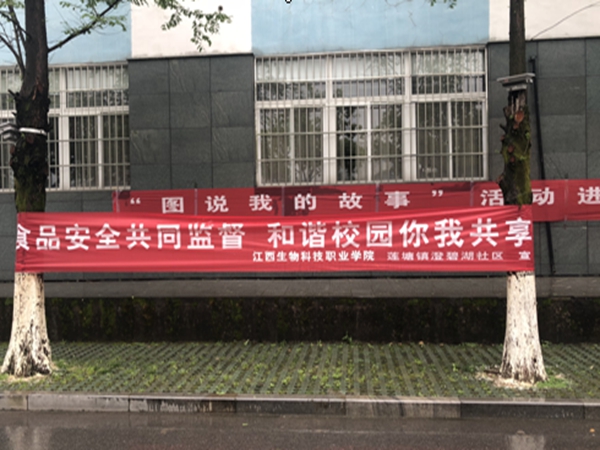 “图说我的故事”活动进
食品安全共同监督 和谐校园你我共享
江西生物科技职业学院 莲塘镇澄碧湖社区 宣